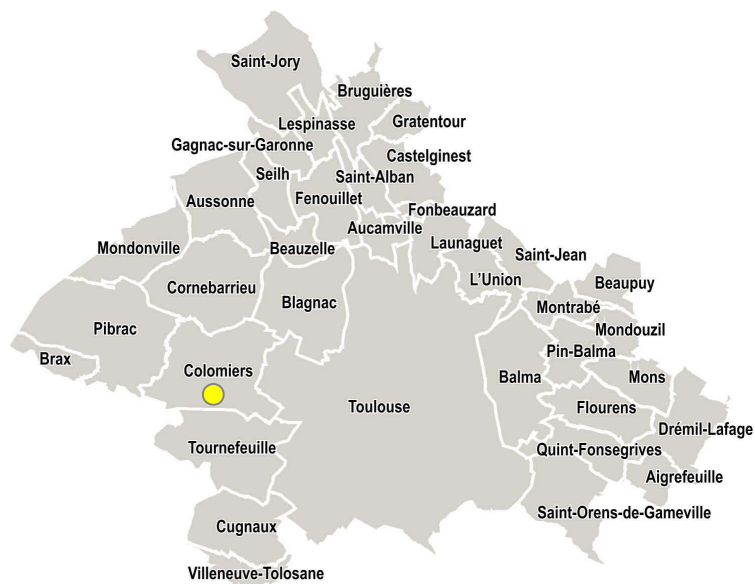 Saint-Jory
Bruguières
Lespinasse
Gratentour
Gagnac-sur-Garonne
Castelginest
Seilh
Saint-Alban
Aussonne
Fenouillet
Fonbeauzard
Aucamville
Mondonville
Beauzelle
Launaguet
Saint-Jean
L'Union
Beaupuy
Cornebarrieu
Blagnac
Montrabé
Pibrac
Mondouzil
Brax
Pin-Balma
Colomiers
Balma
Mons
Toulouse
Flourens
Drémil-Lafage
Tournefeuille
Quint-Fonsegrives
Aigrefeuille
Saint-Orens-de-Gameville
Cugnaux
Villeneuve-Tolosane